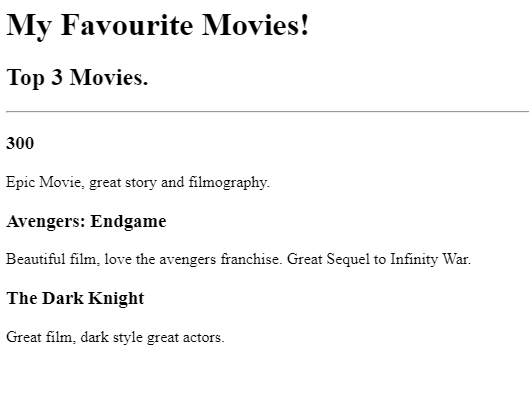 My Favourite Movies!
Top 3 Movies.
300
Epic Movie, great story and filmography.
Avengers: Endgame
Beautiful film, love the avengers franchise. Great Sequel to Infinity War.
The Dark Knight
Great film, dark style great actors.